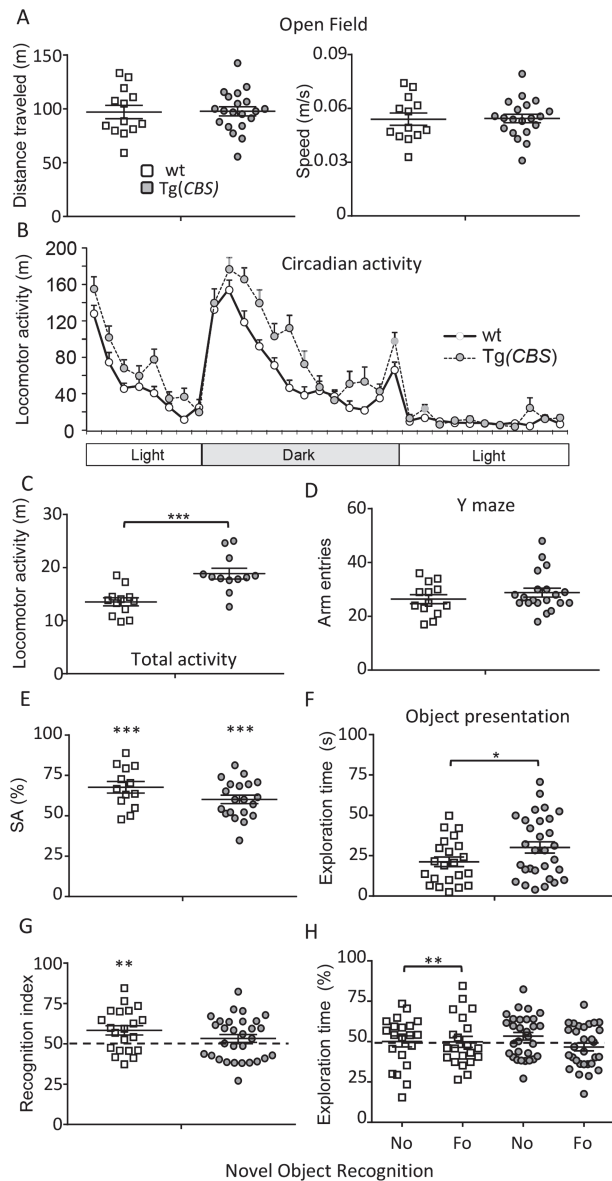 A
Open Field
Distance traveled (m)
150
100
50
0
wt
Tg(CBS)
Speed (m/s)
0.09
0.06
0.03
0
B
Circadian activity
Locomotor activity (m)
200
160
120
80
40
0
wt
Tg(CBS)
Light
Dark
Light
C
Locomotor activity (m)
30
20
10
0
***
Total activity
D
Y maze
Arm entries
60
40
20
0
E
SA (%)
100
75
50
25
0
***
***
F
Object presentation
Exploration time (s)
100
75
50
25
0
*
G
Recognition index
100
75
50
25
0
**
H
Exploration time (%)
100
75
50
25
0
**
No
Fo
No
Fo
Novel Object Recognition